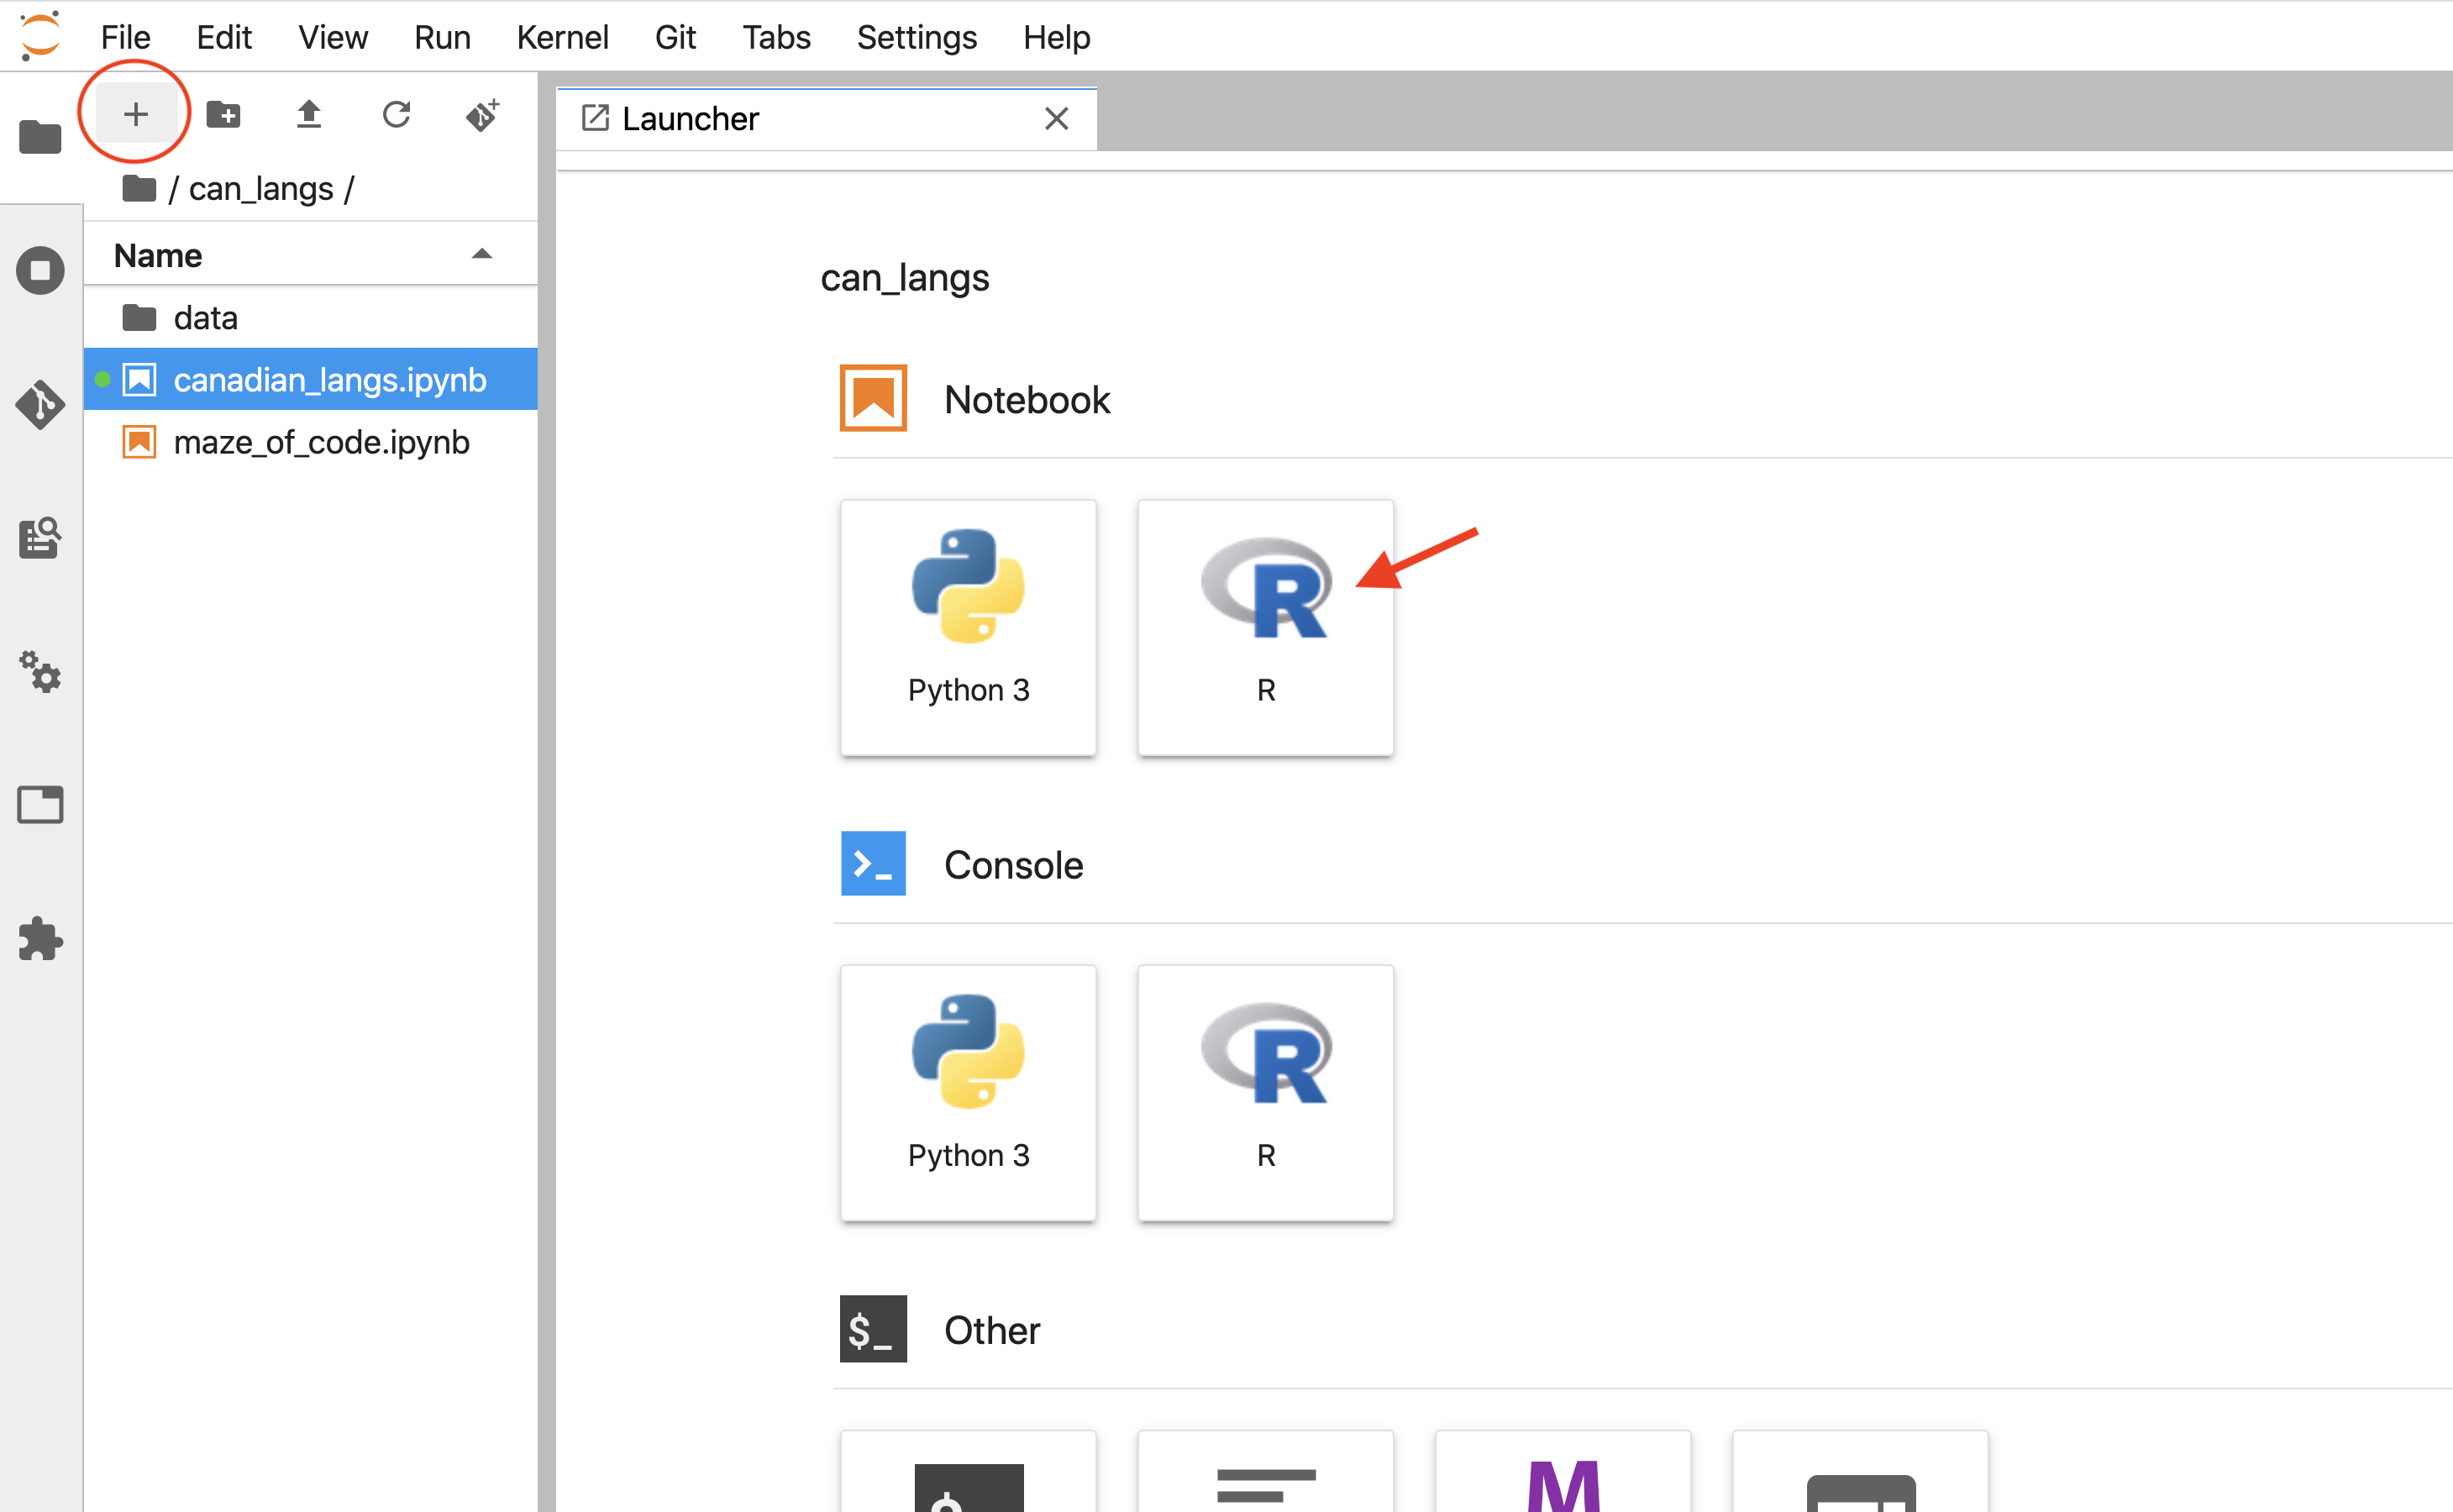 File Edit View Run Kernel Git Tabs Settings Help
Launcher
/ can_langs /
Name
data
canadian_langs.ipynb
maze_of_code.ipynb
can_langs
Notebook
Python 3
R
Console
Python 3
R
$_ Other